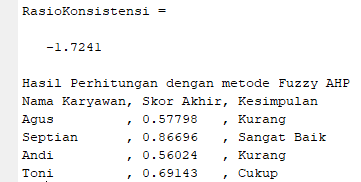 RasioKonsistensi =
-1.7241
Hasil Perhitungan dengan metode Fuzzy AHP
Nama Karyawan, Skor Akhir, Kesimpulan
Agus , 0.57798 , Kurang
Septian , 0.86696 , Sangat Baik
Andi , 0.56024 , Kurang
Toni , 0.69143 , Cukup